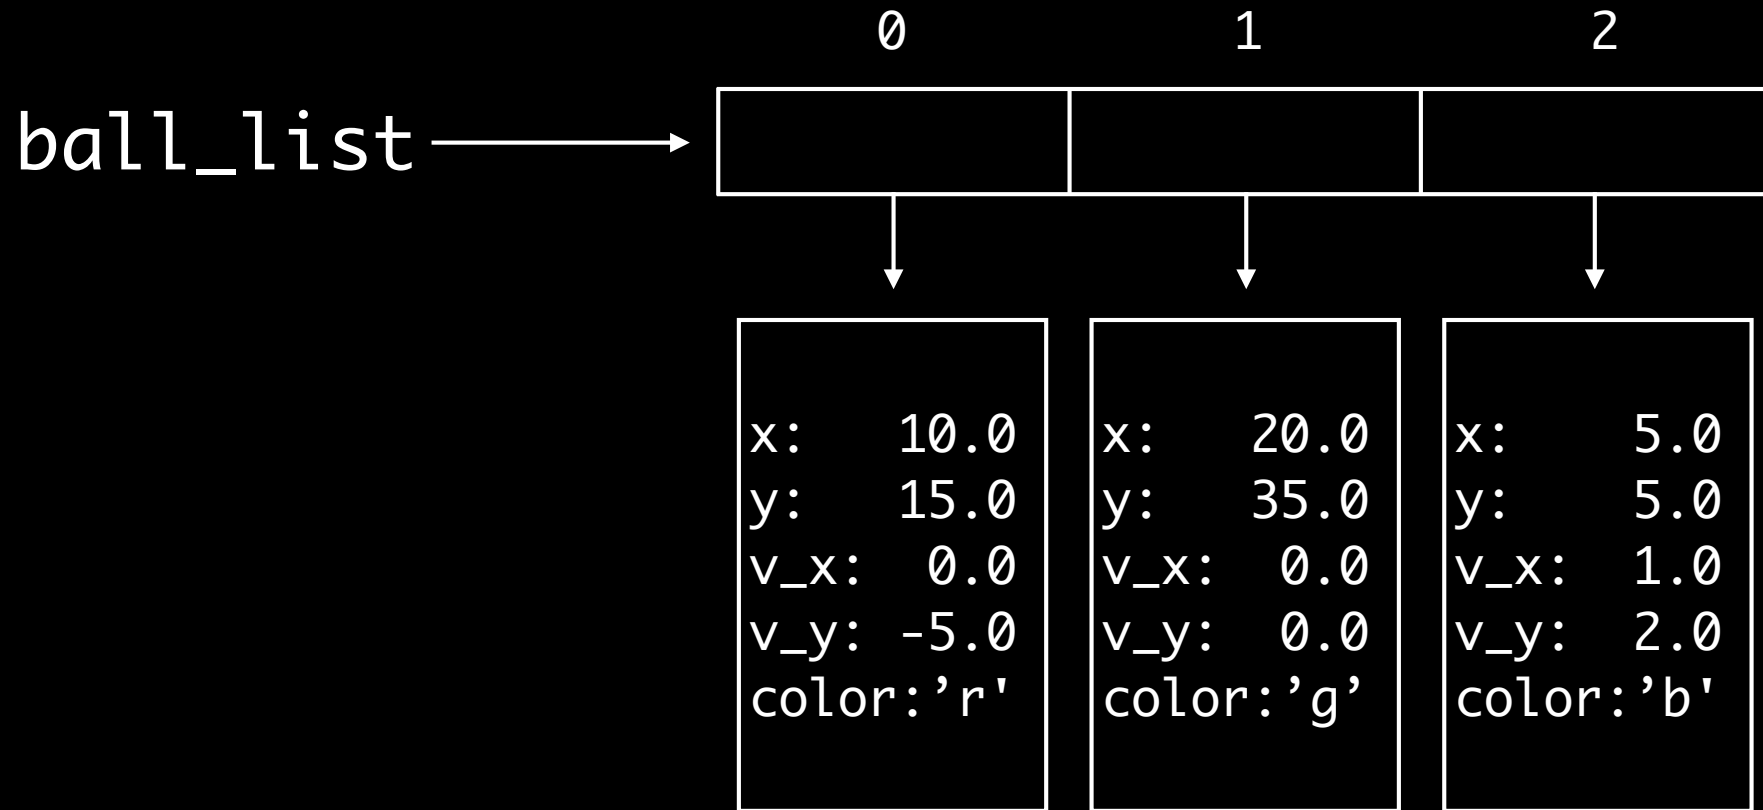 0 1 2
ball_list
x: 10.0
y: 15.0
v_x: 0.0
v_y: -5.0
color:’r'
x: 20.0
y: 35.0
v_x: 0.0
v_y: 0.0
color:’g’
x: 5.0
y: 5.0
v_x: 1.0
v_y: 2.0
color:’b'